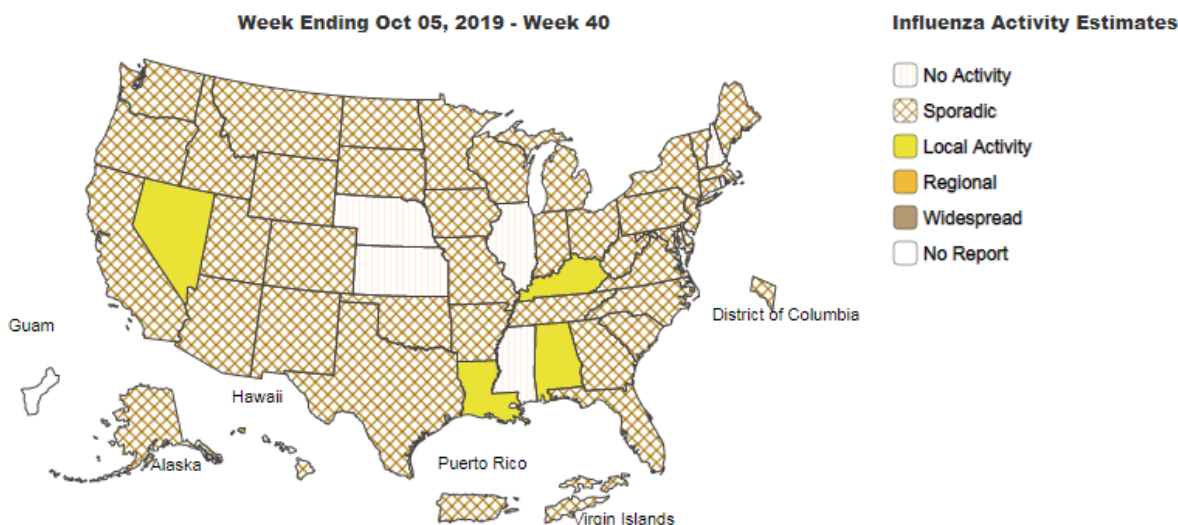 Week Ending Oct 05, 2019 - Week 40
Influenza Activity Estimates
No Activity
Sporadic
Local Activity
Regional
Widespread
No Report
District of Columbia
Guam
Hawaii
Alaska
Puerto Rico
Virgin Islands